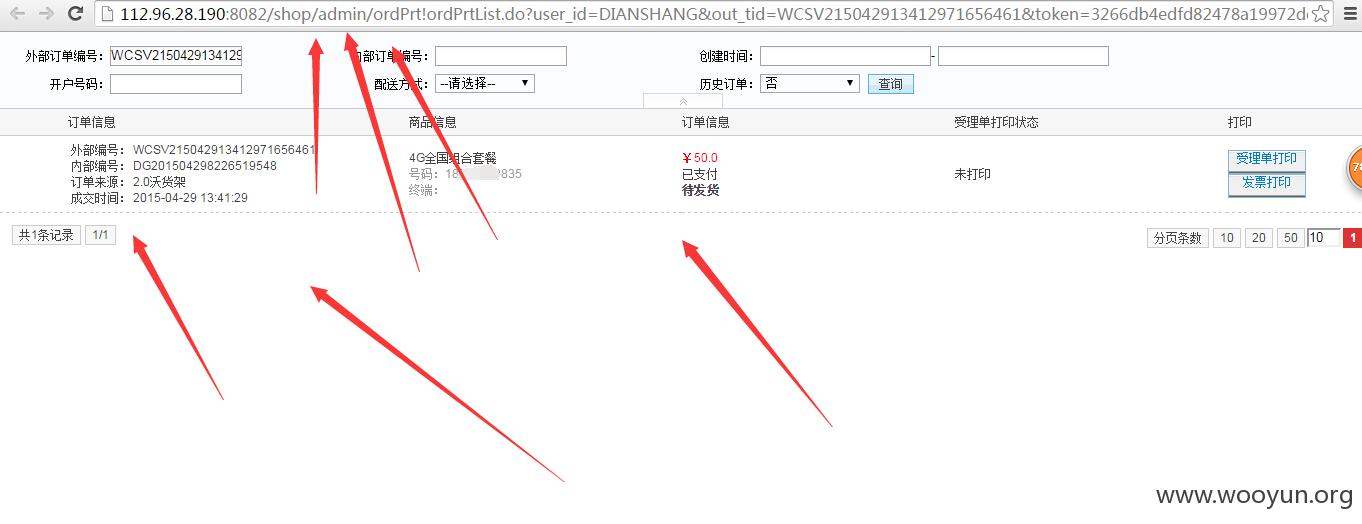 112.96.28.190:8082/shop/admin/ordPrt!ordPrtList.do?user_id=DIANSHANG&out_tid=WCSV215042913412971656461&token=3266db4edfd82478a19972d
外部订单编号： WCSV2150429134129 内部订单编号： 创建时间： -
开户号码： 配送方式： --请选择-- 历史订单： 否 查询
订单信息 商品信息 订单信息 受理单打印状态 打印
外部编号： WCSV215042913412971656461
内部编号： DG201504298226519548
订单来源： 2.0沃货架
成交时间： 2015-04-29 13:41:29
4G全国组合套餐
号码： 18 2835
终端：
￥50.0
已支付
待发货
未打印
受理单打印
发票打印
共1条记录 1/1 分页条数 10 20 50 10 1
www.wooyun.org